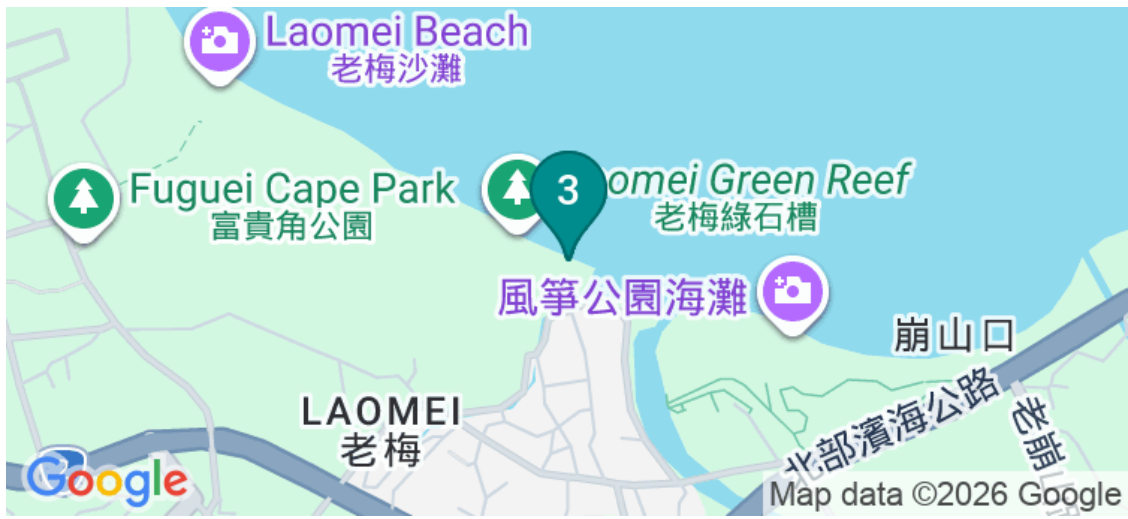 Laomei Beach
老梅沙灘
Fuguei Cape Park
富貴角公園
3
omei Green Reef
老梅綠石槽
風箏公園海灘
崩山口
LAOMEI
老梅
北部濱海公路
老崩山
Google
Map data ©2026 Google